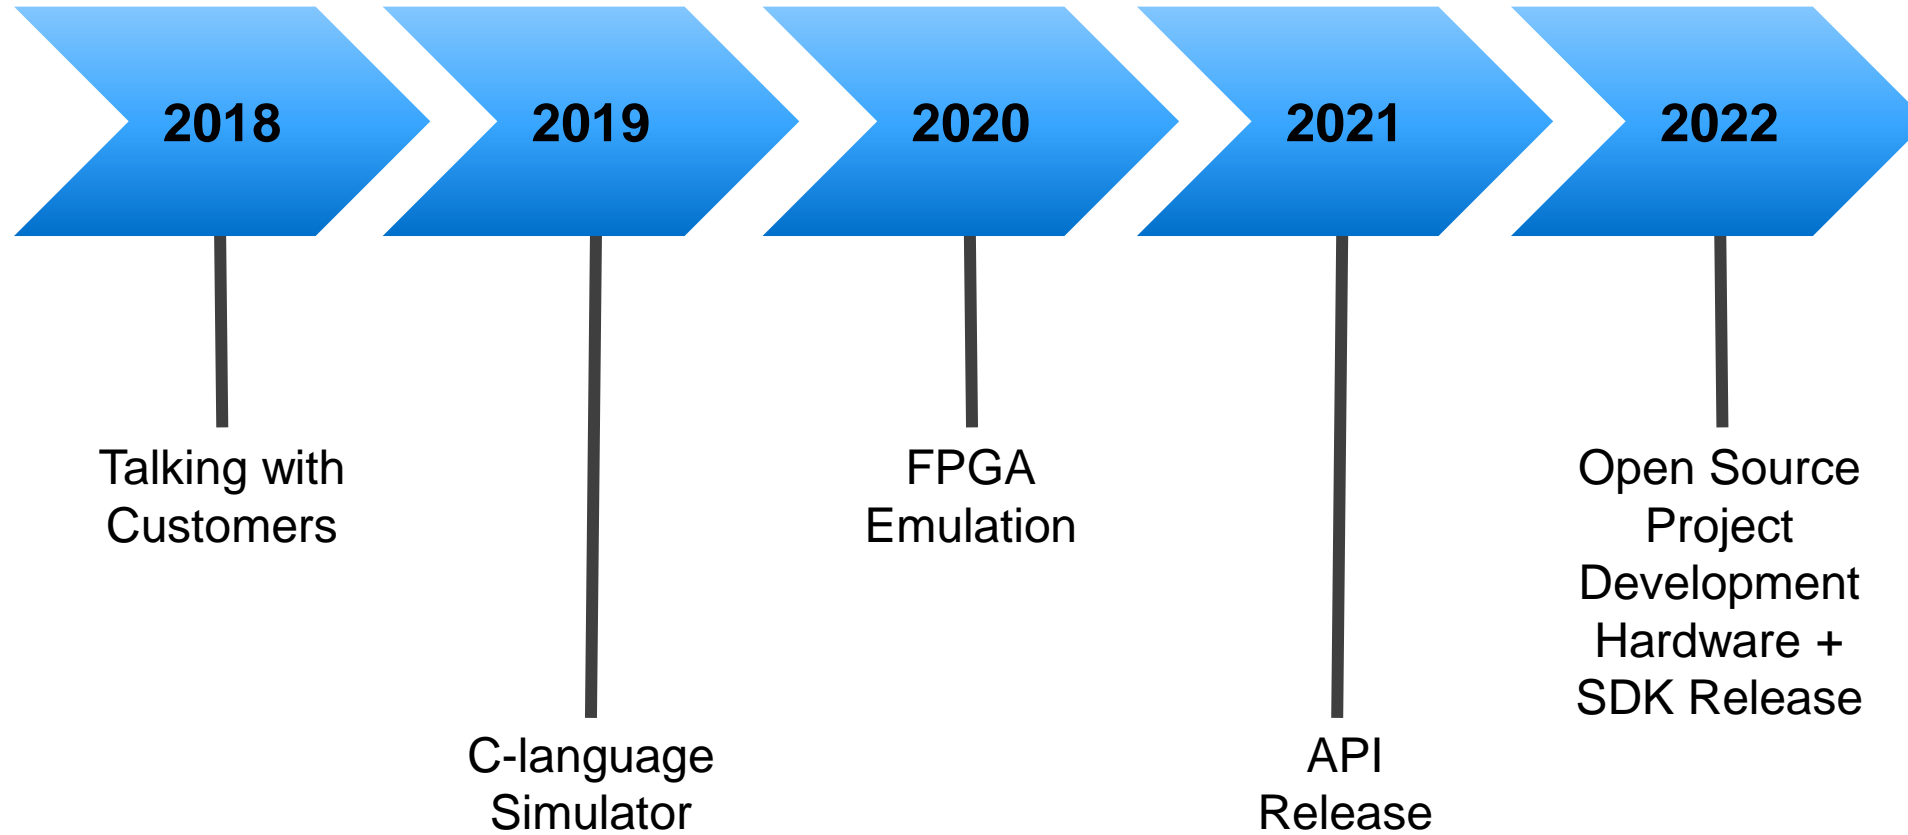 2018
2019
2020
2021
2022
Talking with
Customers
C-language
Simulator
FPGA
Emulation
API
Release
Open Source
Project
Development
Hardware +
SDK Release